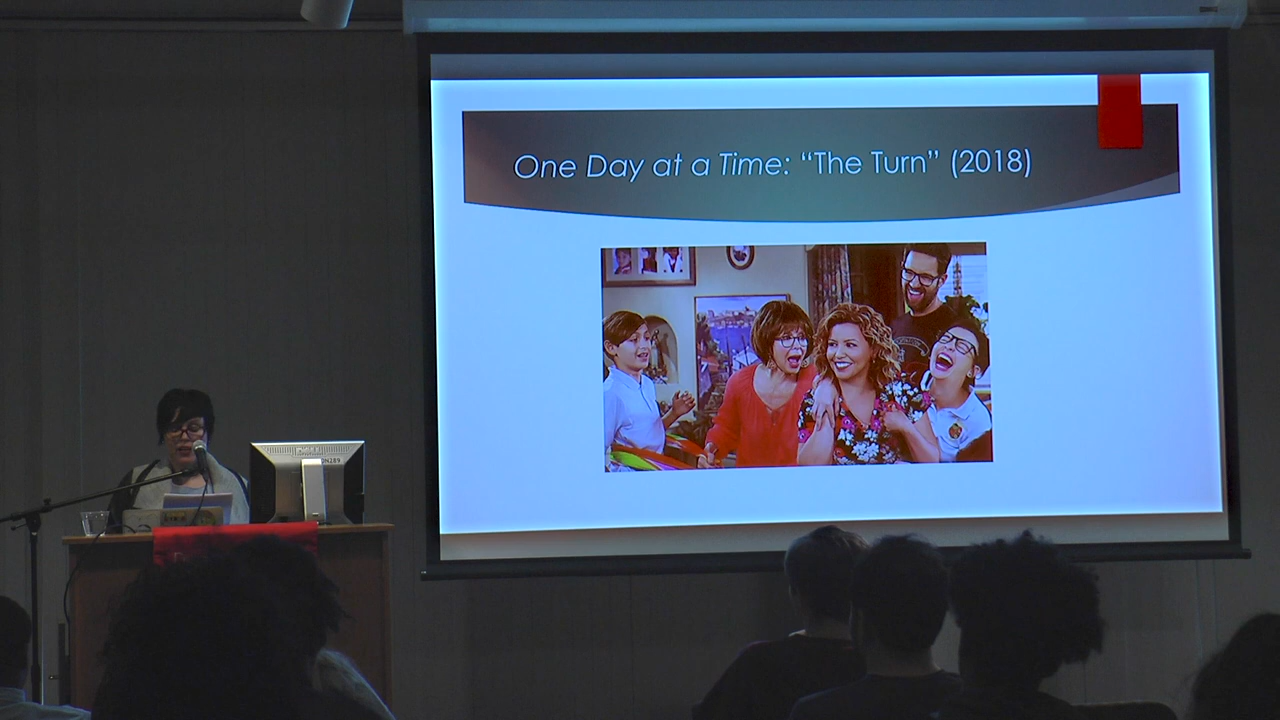 One Day at a Time: “The Turn” (2018)